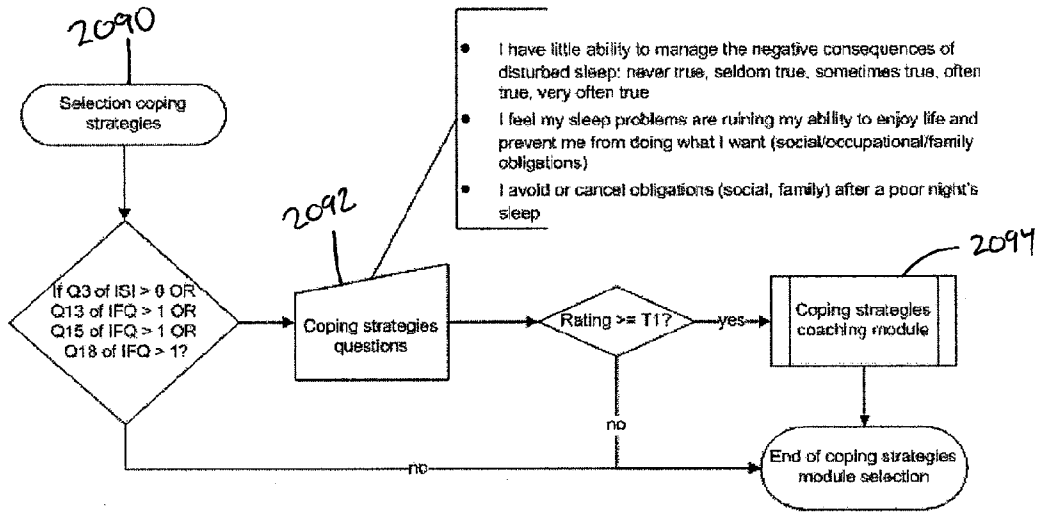 2090
Selection coping
strategies
• I have little ability to manage the negative consequences of
disturbed sleep: never true, seldom true, sometimes true, often
true, very often true
• I feel my sleep problems are ruining my ability to enjoy life and
prevent me from doing what I want (social/occupational/family
obligations)
• I avoid or cancel obligations (social, family) after a poor night's
sleep
2092
2094
If Q3 of ISI > 0 OR
Q13 of IFQ > 1 OR
Q15 of IFQ > 1 OR
Q18 of IFQ > 1?
Coping strategies
questions
Rating >= T1?
yes
Coping strategies
coaching module
no
no
End of coping strategies
module selection